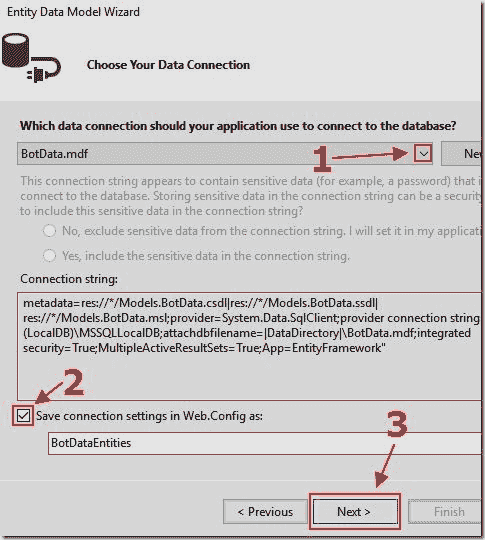 Entity Data Model Wizard
Choose Your Data Connection
Which data connection should your application use to connect to the database?
BotData.mdf
1
This connection string appears to contain sensitive data (for example, a password) that i
connect to the database. Storing sensitive data in the connection string can be a security
to include this sensitive data in the connection string?
No, exclude sensitive data from the connection string. I will set it in my applicati
Yes, include the sensitive data in the connection string.
Connection string:
metadata=res://*/Models.BotData.csdl|res://*/Models.BotData.ssdl|
res://*/Models.BotData.msl;provider=System.Data.SqlClient;provider connection string
(LocalDB)\MSSQLLocalDB;attachdbfilename=|DataDirectory|\BotData.mdf;integrated
security=True;MultipleActiveResultSets=True;App=EntityFramework"
2
Save connection settings in Web.Config as:
BotDataEntities
3
< Previous
Next >
Finish